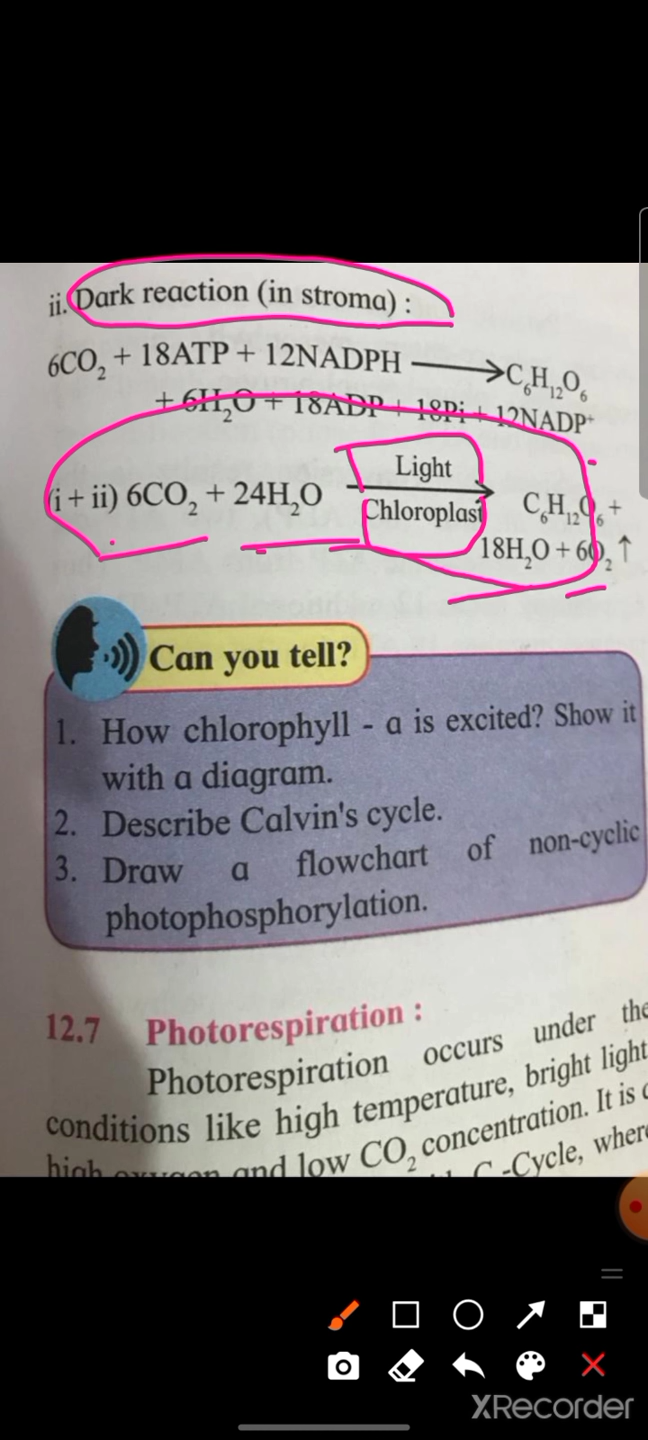 ii. Dark reaction (in stroma) :
6CO₂ + 18ATP + 12NADPH ⟶ C₆H₁₂O₆
+ 6H₂O + 18ADP + 18Pi + 12NADP⁺
Light
(i + ii) 6CO₂ + 24H₂O ⟶ C₆H₁₂O₆ +
Chloroplast
18H₂O + 6O₂ ↑
Can you tell?
1. How chlorophyll - a is excited? Show it
with a diagram.
2. Describe Calvin's cycle.
3. Draw a flowchart of non-cyclic
photophosphorylation.
12.7 Photorespiration :
Photorespiration occurs under the
conditions like high temperature, bright light
high oxygen and low CO₂ concentration. It is
-Cycle, where
XRecorder